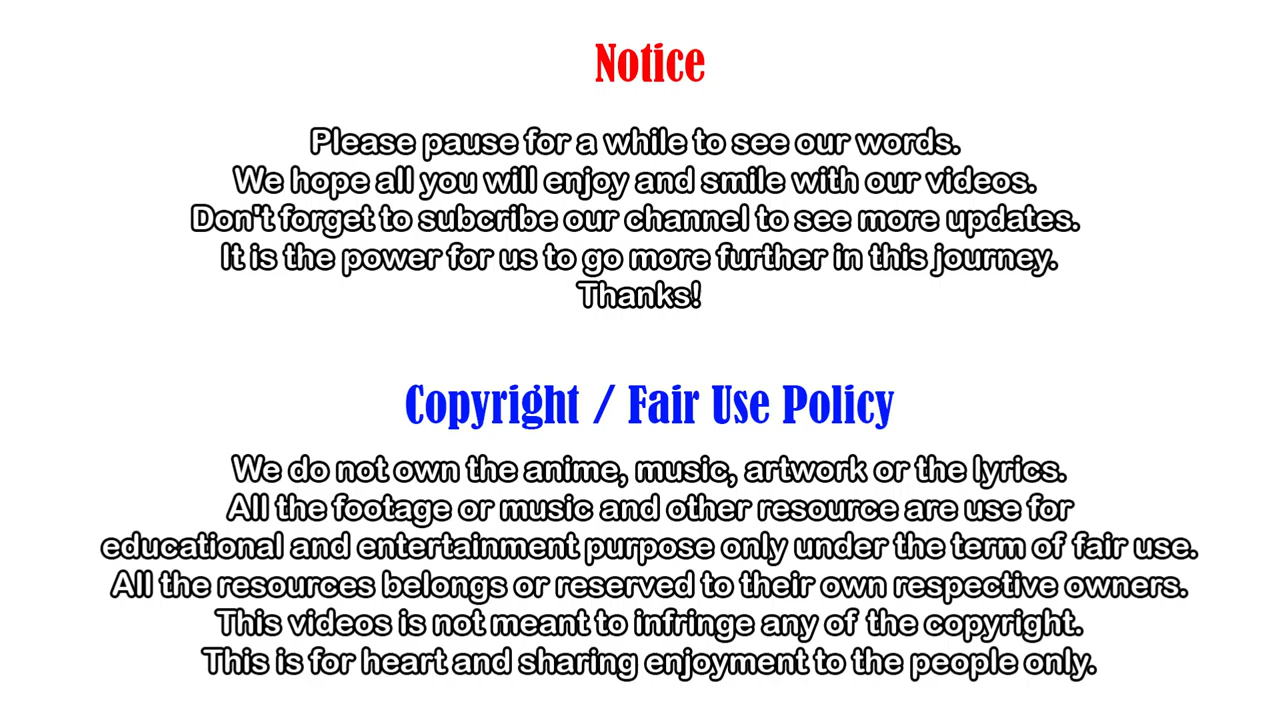 Notice
Please pause for a while to see our words.
We hope all you will enjoy and smile with our videos.
Don't forget to subcribe our channel to see more updates.
It is the power for us to go more further in this journey.
Thanks!
Copyright / Fair Use Policy
We do not own the anime, music, artwork or the lyrics.
All the footage or music and other resource are use for
educational and entertainment purpose only under the term of fair use.
All the resources belongs or reserved to their own respective owners.
This videos is not meant to infringe any of the copyright.
This is for heart and sharing enjoyment to the people only.